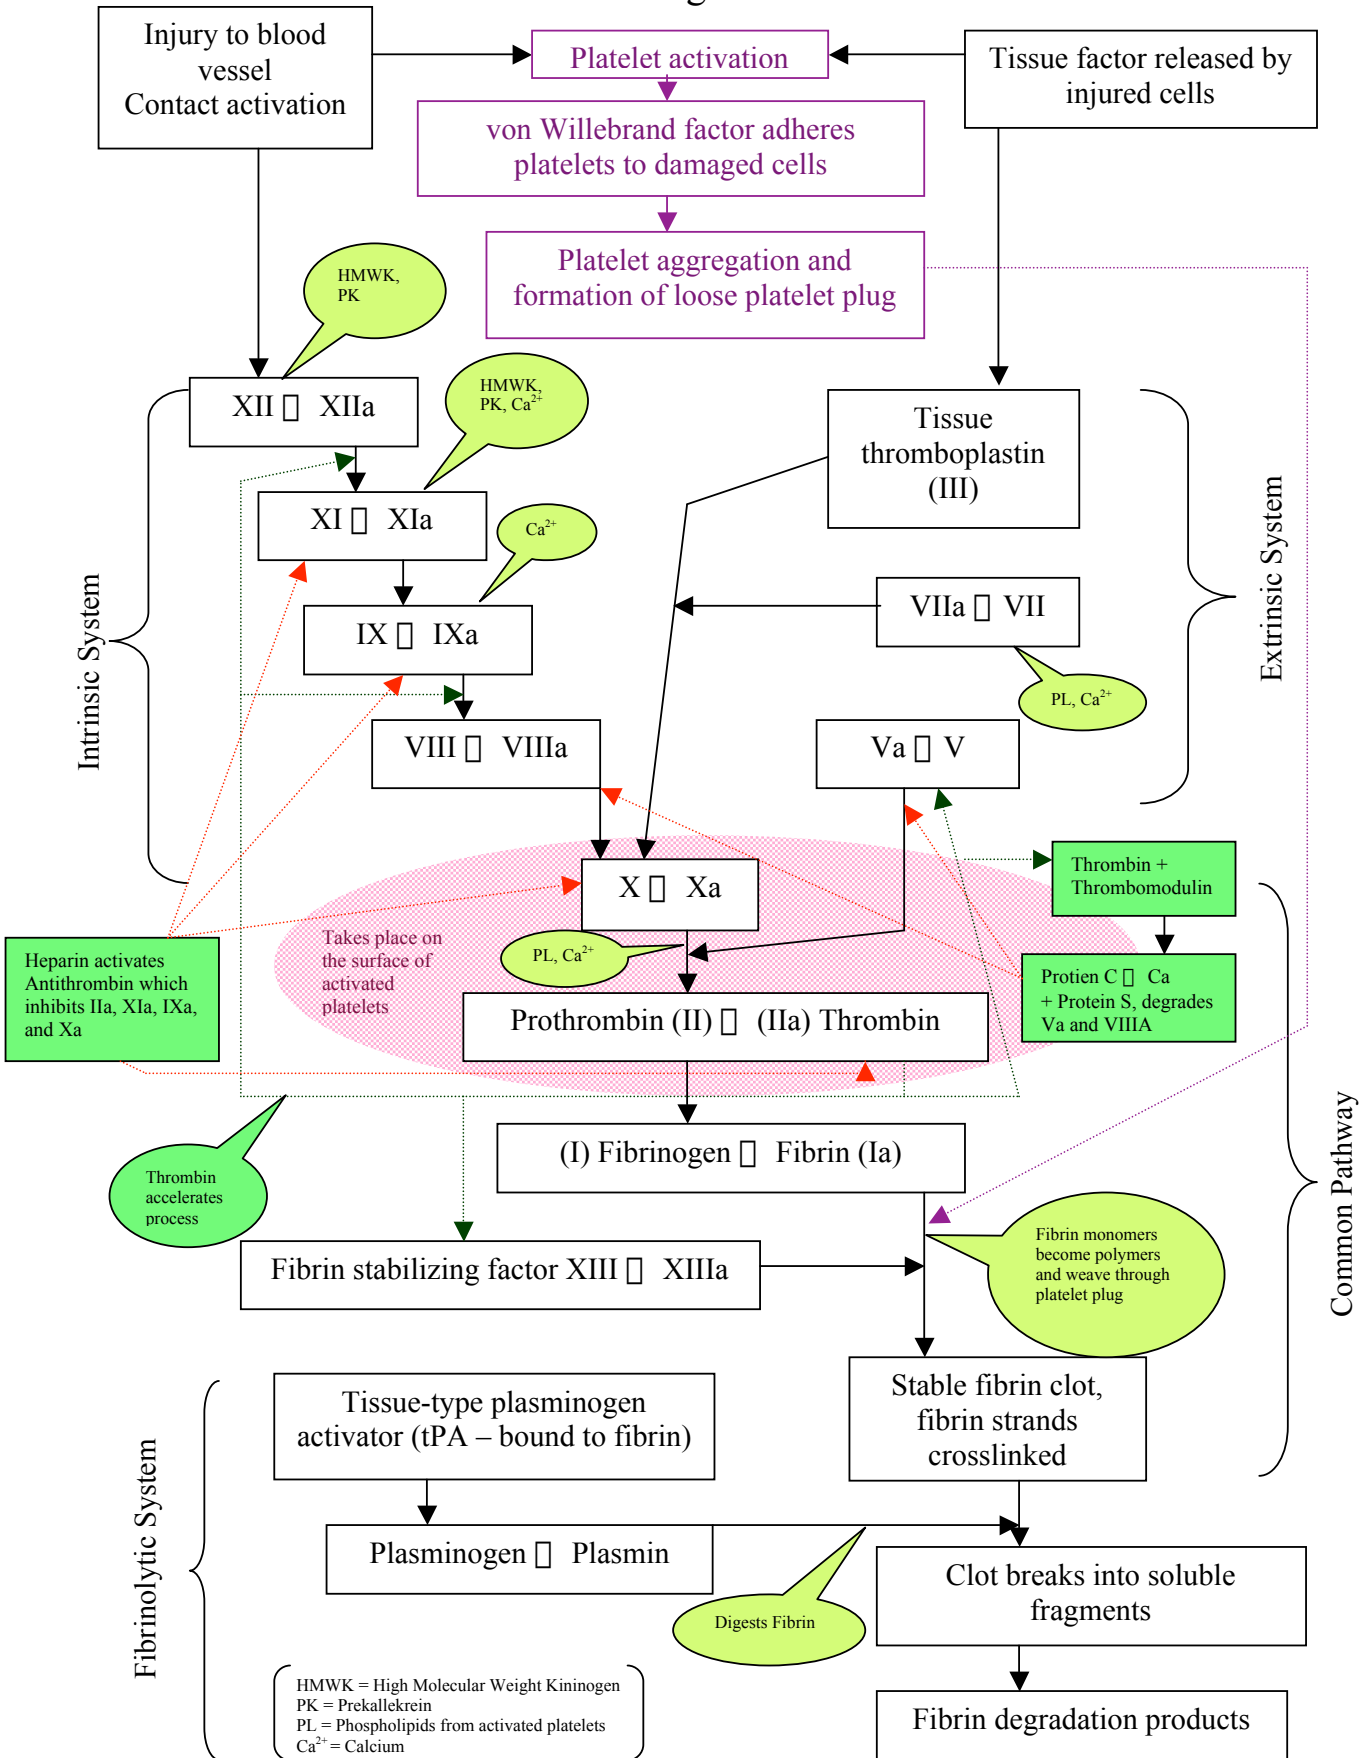 Injury to blood
vessel
Contact activation
Platelet activation
Tissue factor released by
injured cells
von Willebrand factor adheres
platelets to damaged cells
Platelet aggregation and
formation of loose platelet plug
HMWK,
PK
XII ▯ XIIa
HMWK,
PK, Ca²⁺
XI ▯ XIa
Ca²⁺
IX ▯ IXa
VIII ▯ VIIIa
Intrinsic System
Tissue
thromboplastin
(III)
VIIa ▯ VII
PL, Ca²⁺
Va ▯ V
Extrinsic System
X ▯ Xa
Takes place on
the surface of
activated
platelets
PL, Ca²⁺
Prothrombin (II) ▯ (IIa) Thrombin
Thrombin +
Thrombomodulin
Protien C ▯ Ca
+ Protein S, degrades
Va and VIIIA
Heparin activates
Antithrombin which
inhibits IIa, XIa, IXa,
and Xa
(I) Fibrinogen ▯ Fibrin (Ia)
Thrombin
accelerates
process
Fibrin stabilizing factor XIII ▯ XIIIa
Fibrin monomers
become polymers
and weave through
platelet plug
Common Pathway
Stable fibrin clot,
fibrin strands
crosslinked
Tissue-type plasminogen
activator (tPA – bound to fibrin)
Plasminogen ▯ Plasmin
Digests Fibrin
Clot breaks into soluble
fragments
Fibrin degradation products
Fibrinolytic System
HMWK = High Molecular Weight Kininogen
PK = Prekallekrein
PL = Phospholipids from activated platelets
Ca²⁺ = Calcium